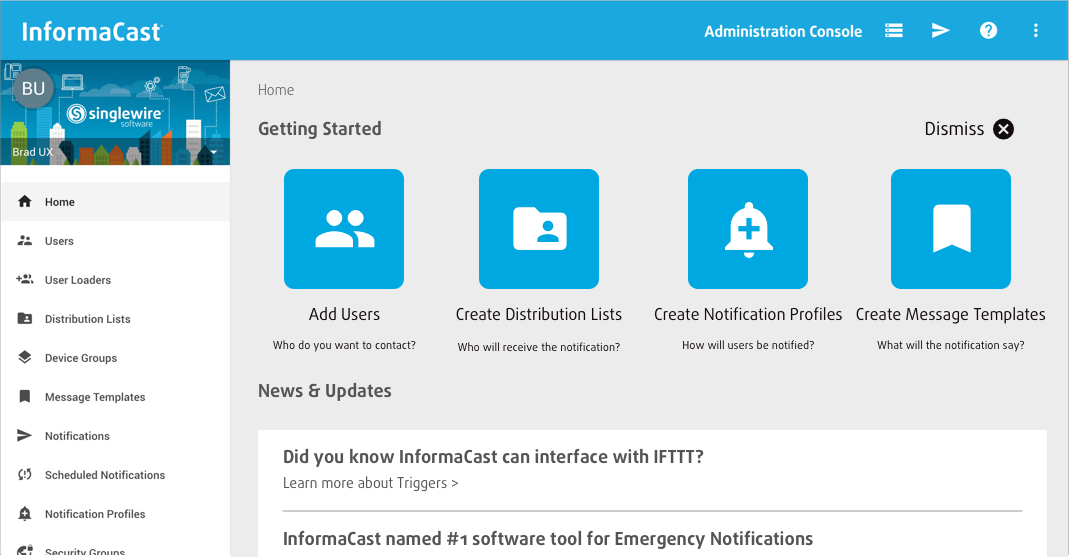 InformaCast
Administration Console
BU
singlewire
software
Brad UX
Home
Users
User Loaders
Distribution Lists
Device Groups
Message Templates
Notifications
Scheduled Notifications
Notification Profiles
Security Groups
Home
Getting Started
Dismiss
Add Users
Who do you want to contact?
Create Distribution Lists
Who will receive the notification?
Create Notification Profiles
How will users be notified?
Create Message Templates
What will the notification say?
News & Updates
Did you know InformaCast can interface with IFTTT?
Learn more about Triggers >
InformaCast named #1 software tool for Emergency Notifications